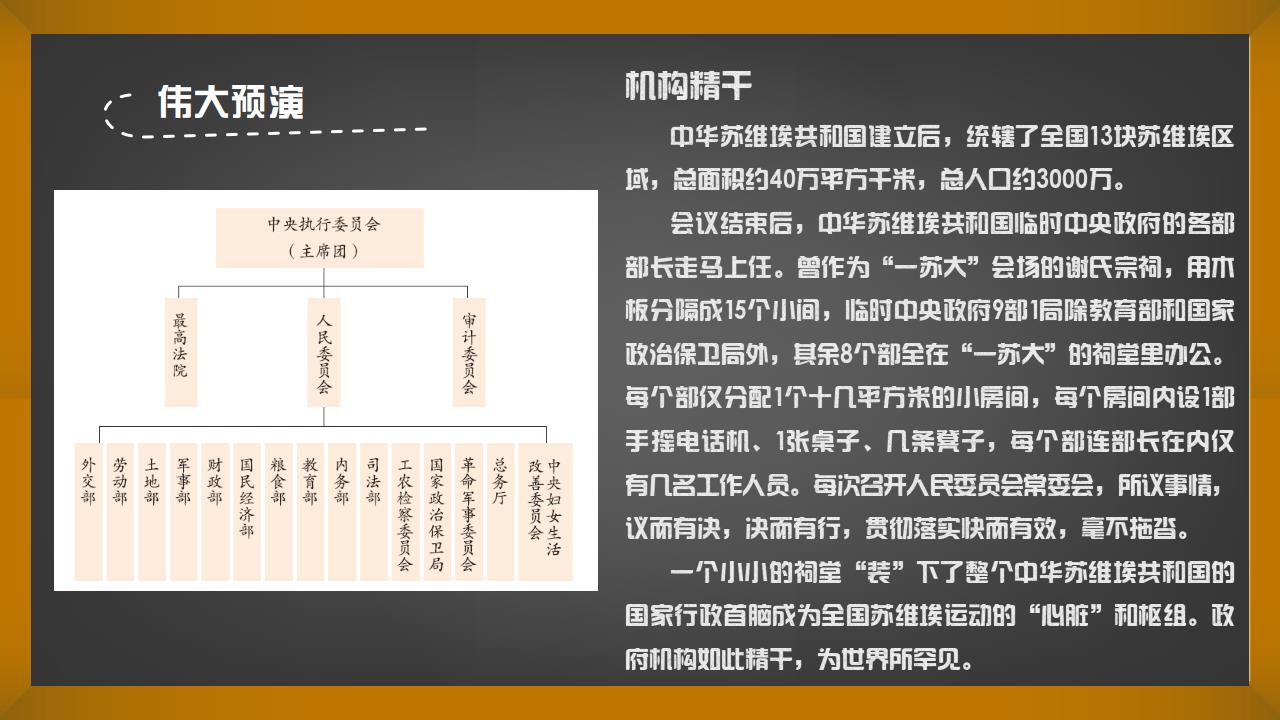 伟大预演
中央执行委员会
（主席团）
最高法院
人民委员会
审计委员会
外交部
劳动部
土地部
军事部
财政部
国民经济部
粮食部
教育部
内务部
司法部
工农检察委员会
国家政治保卫局
革命军事委员会
总务厅
中央妇女生活
改善委员会
机构精干
中华苏维埃共和国建立后，统辖了全国13块苏维埃区
域，总面积约40万平方千米，总人口约3000万。
会议结束后，中华苏维埃共和国临时中央政府的各部
部长走马上任。曾作为“一苏大”会场的谢氏宗祠，用木
板分隔成15个小间，临时中央政府9部1局除教育部和国家
政治保卫局外，其余8个部全在“一苏大”的祠堂里办公。
每个部仅分配1个十几平方米的小房间，每个房间内设1部
手摇电话机、1张桌子、几条凳子，每个部连部长在内仅
有几名工作人员。每次召开人民委员会常委会，所议事情，
议而有决，决而有行，贯彻落实快而有效，毫不拖沓。
一个小小的祠堂“装”下了整个中华苏维埃共和国的
国家行政首脑成为全国苏维埃运动的“心脏”和枢组。政
府机构如此精干，为世界所罕见。